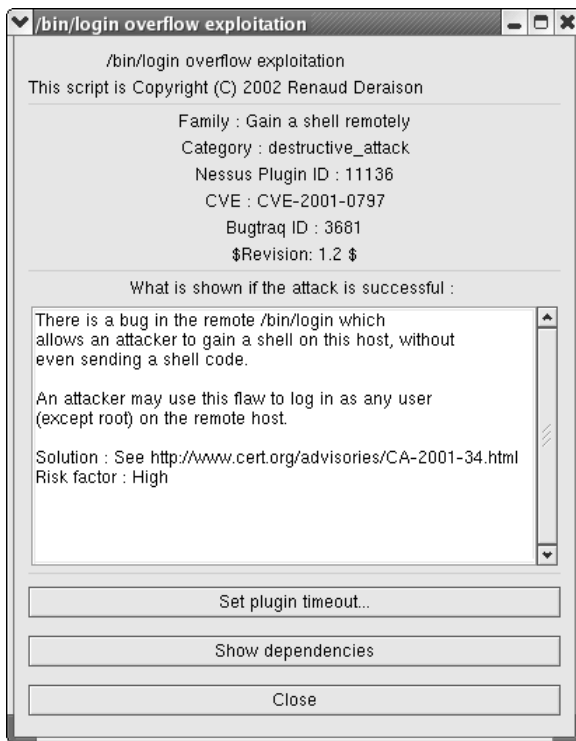 /bin/login overflow exploitation
/bin/login overflow exploitation
This script is Copyright (C) 2002 Renaud Deraison
Family : Gain a shell remotely
Category : destructive_attack
Nessus Plugin ID : 11136
CVE : CVE-2001-0797
Bugtraq ID : 3681
$Revision: 1.2 $
What is shown if the attack is successful :
There is a bug in the remote /bin/login which
allows an attacker to gain a shell on this host, without
even sending a shell code.
An attacker may use this flaw to log in as any user
(except root) on the remote host.
Solution : See http://www.cert.org/advisories/CA-2001-34.html
Risk factor : High
Set plugin timeout...
Show dependencies
Close